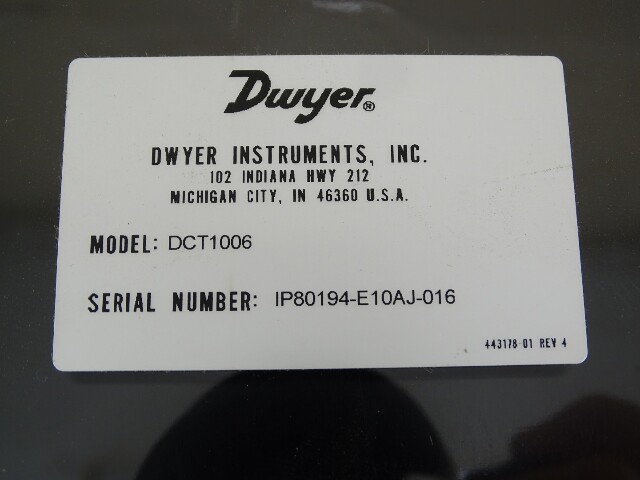 Dwyer®
DWYER INSTRUMENTS, INC.
102 INDIANA HWY 212
MICHIGAN CITY, IN 46360 U.S.A.
MODEL: DCT1006
SERIAL NUMBER: IP80194-E10AJ-016
443178-01 REV 4